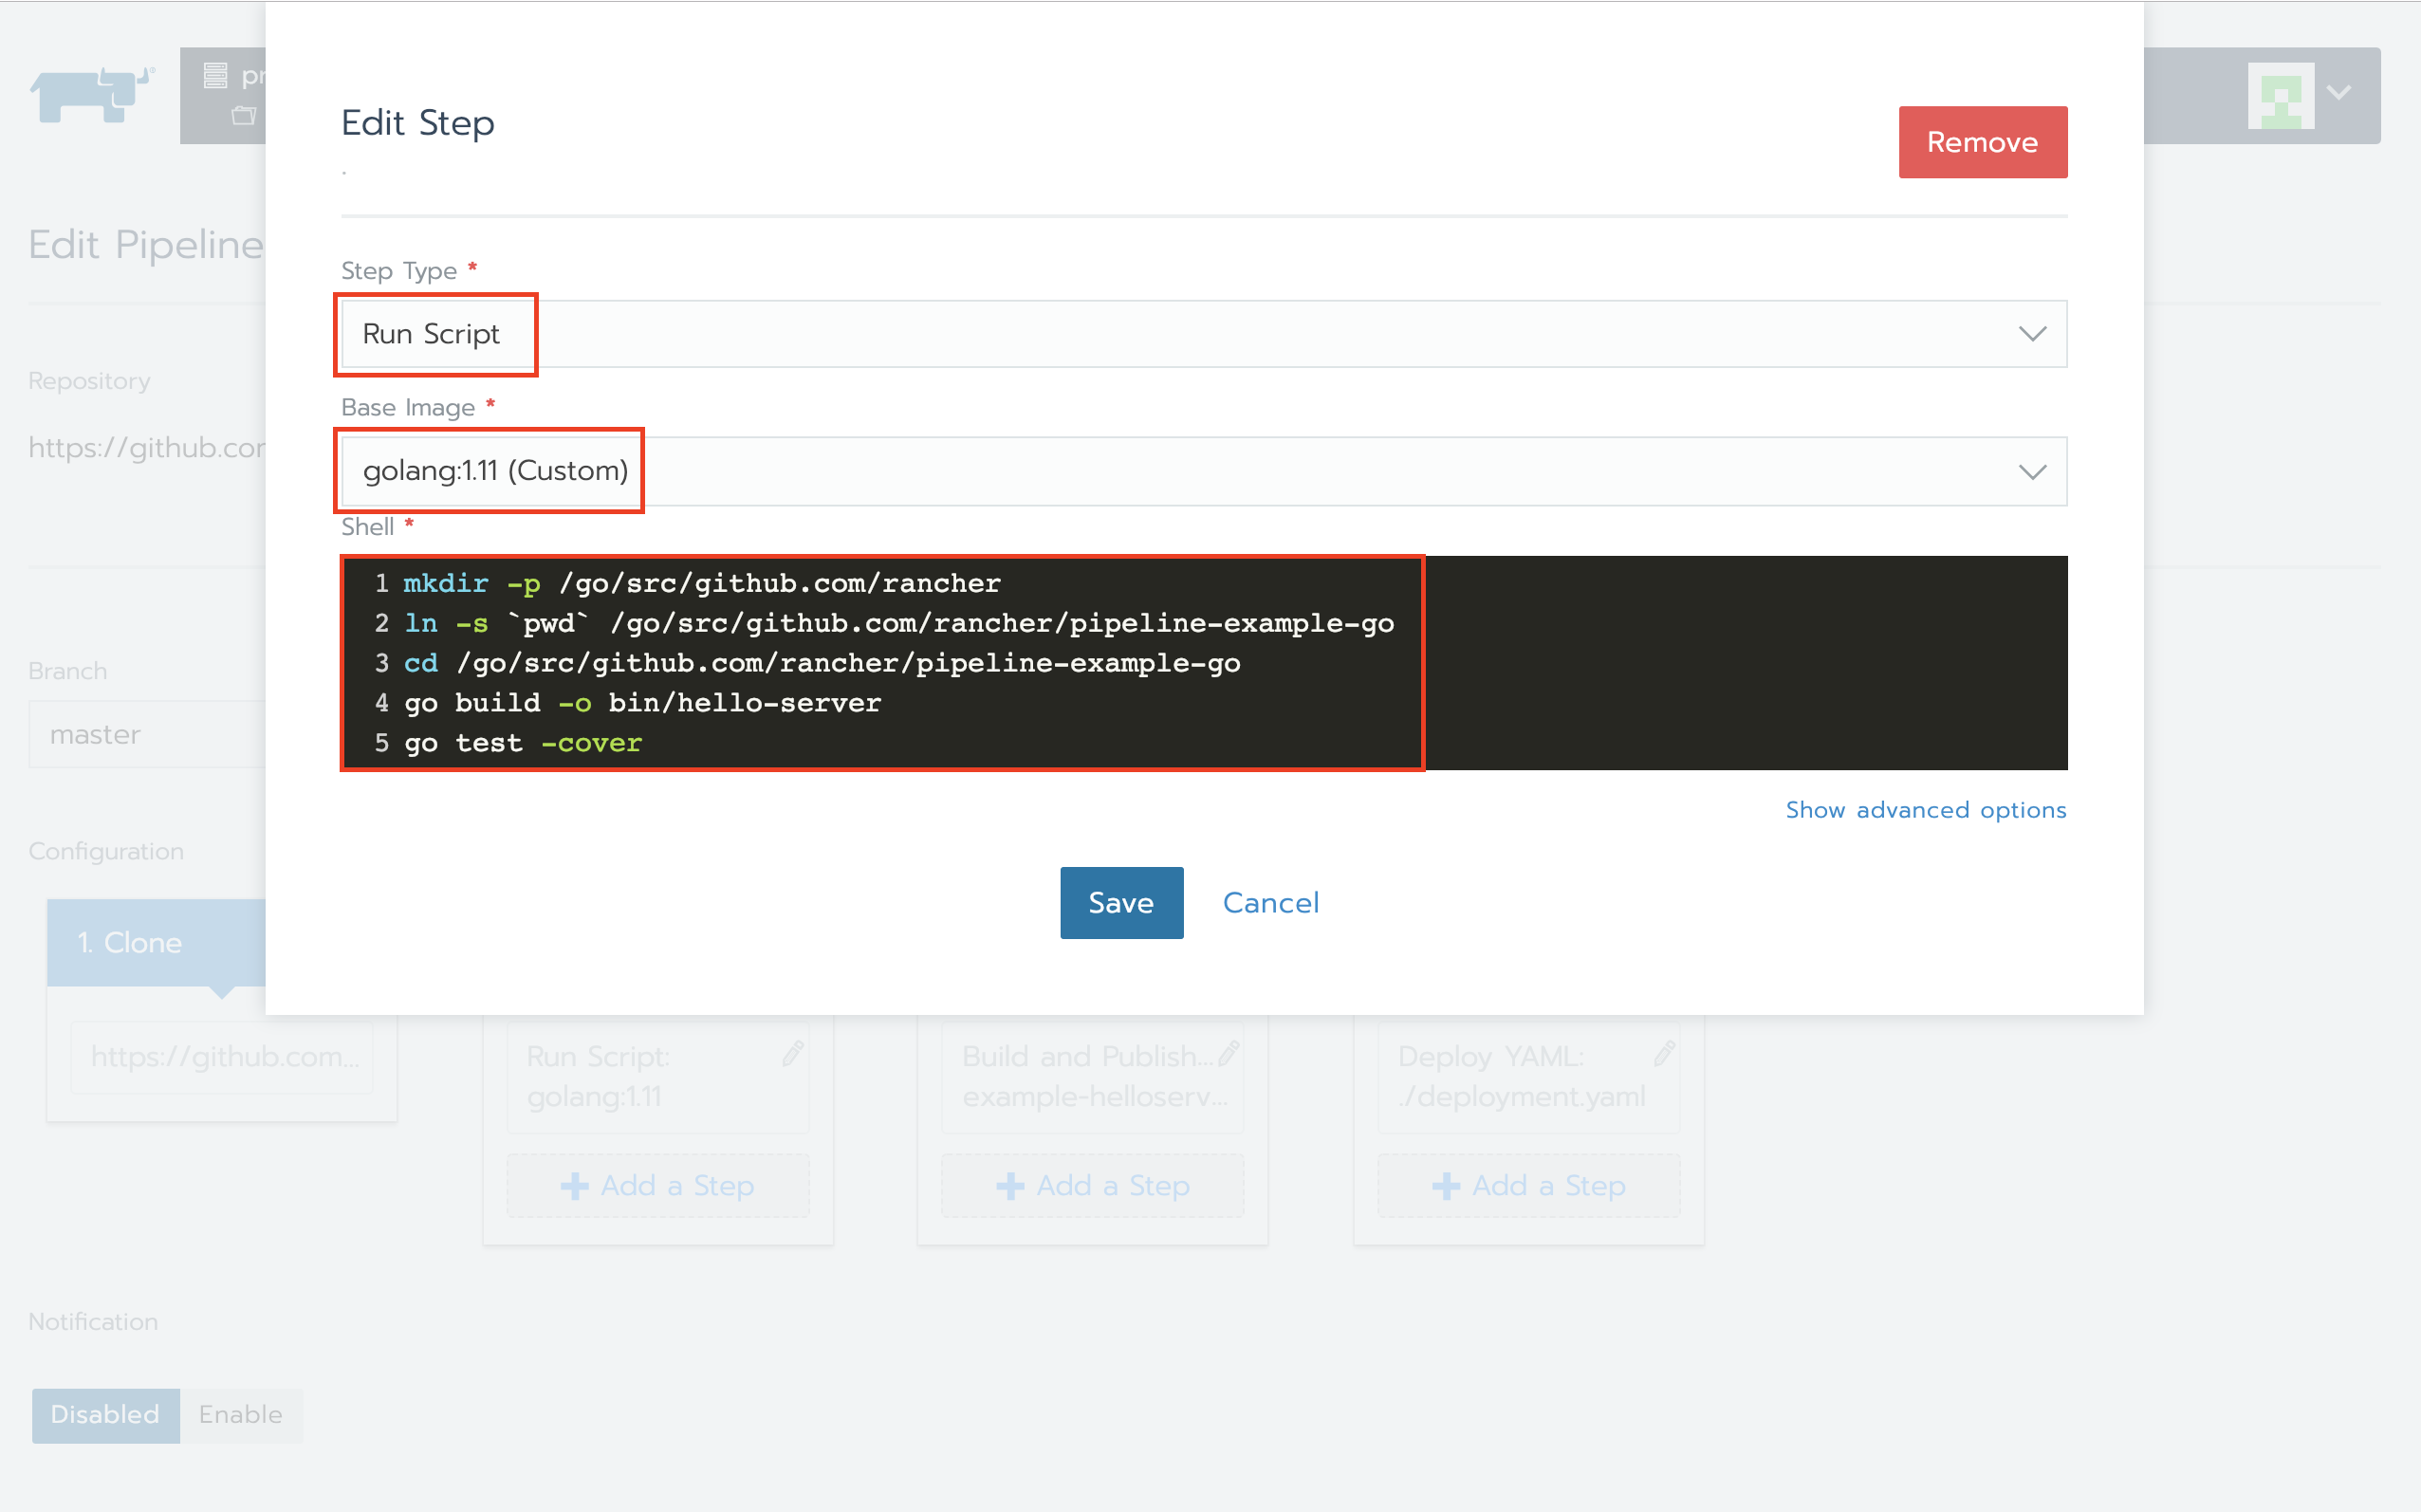 pr
Edit Step
Remove
.
Edit Pipeline
Step Type *
Run Script
Repository
Base Image *
https://github.co
golang:1.11 (Custom)
Shell *
1 mkdir -p /go/src/github.com/rancher
2 ln -s `pwd` /go/src/github.com/rancher/pipeline-example-go
3 cd /go/src/github.com/rancher/pipeline-example-go
4 go build -o bin/hello-server
5 go test -cover
Branch
master
Show advanced options
Configuration
Save Cancel
1. Clone
https://github.com...
Run Script:
golang:1.11
Build and Publish...
example-helloserv...
Deploy YAML:
./deployment.yaml
Add a Step
Add a Step
Add a Step
Notification
Disabled Enable